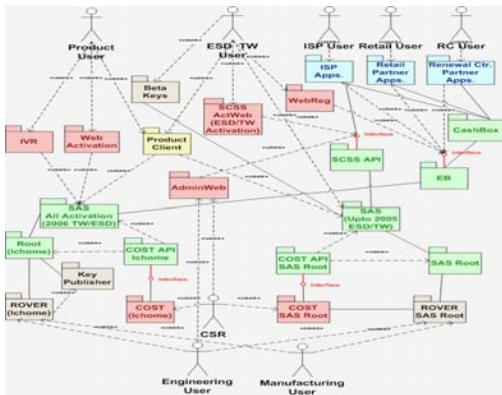 Product
User
ESD TW
User
ISP User
Retail User
RC User
ISP
Apps.
Retail
Partner
Apps.
Renewal Ctr.
Partner
Apps.
Beta
Keys
WebReg
SCSS
ActWeb
(ESD/TW
Activation)
CashBox
IVR
Web
Activation
Product
Client
Interface
SCSS API
AdminWeb
EB
SAS
All Activation
(2006 TW/ESD)
SAS
(Upto 2005
ESD/TW)
Root
(Ichome)
COST API
Ichome
COST API
SAS Root
SAS Root
Key
Publisher
Interface
Interface
ROVER
(Ichome)
COST
(Ichome)
COST
SAS Root
ROVER
SAS Root
CSR
Engineering
User
Manufacturing
User